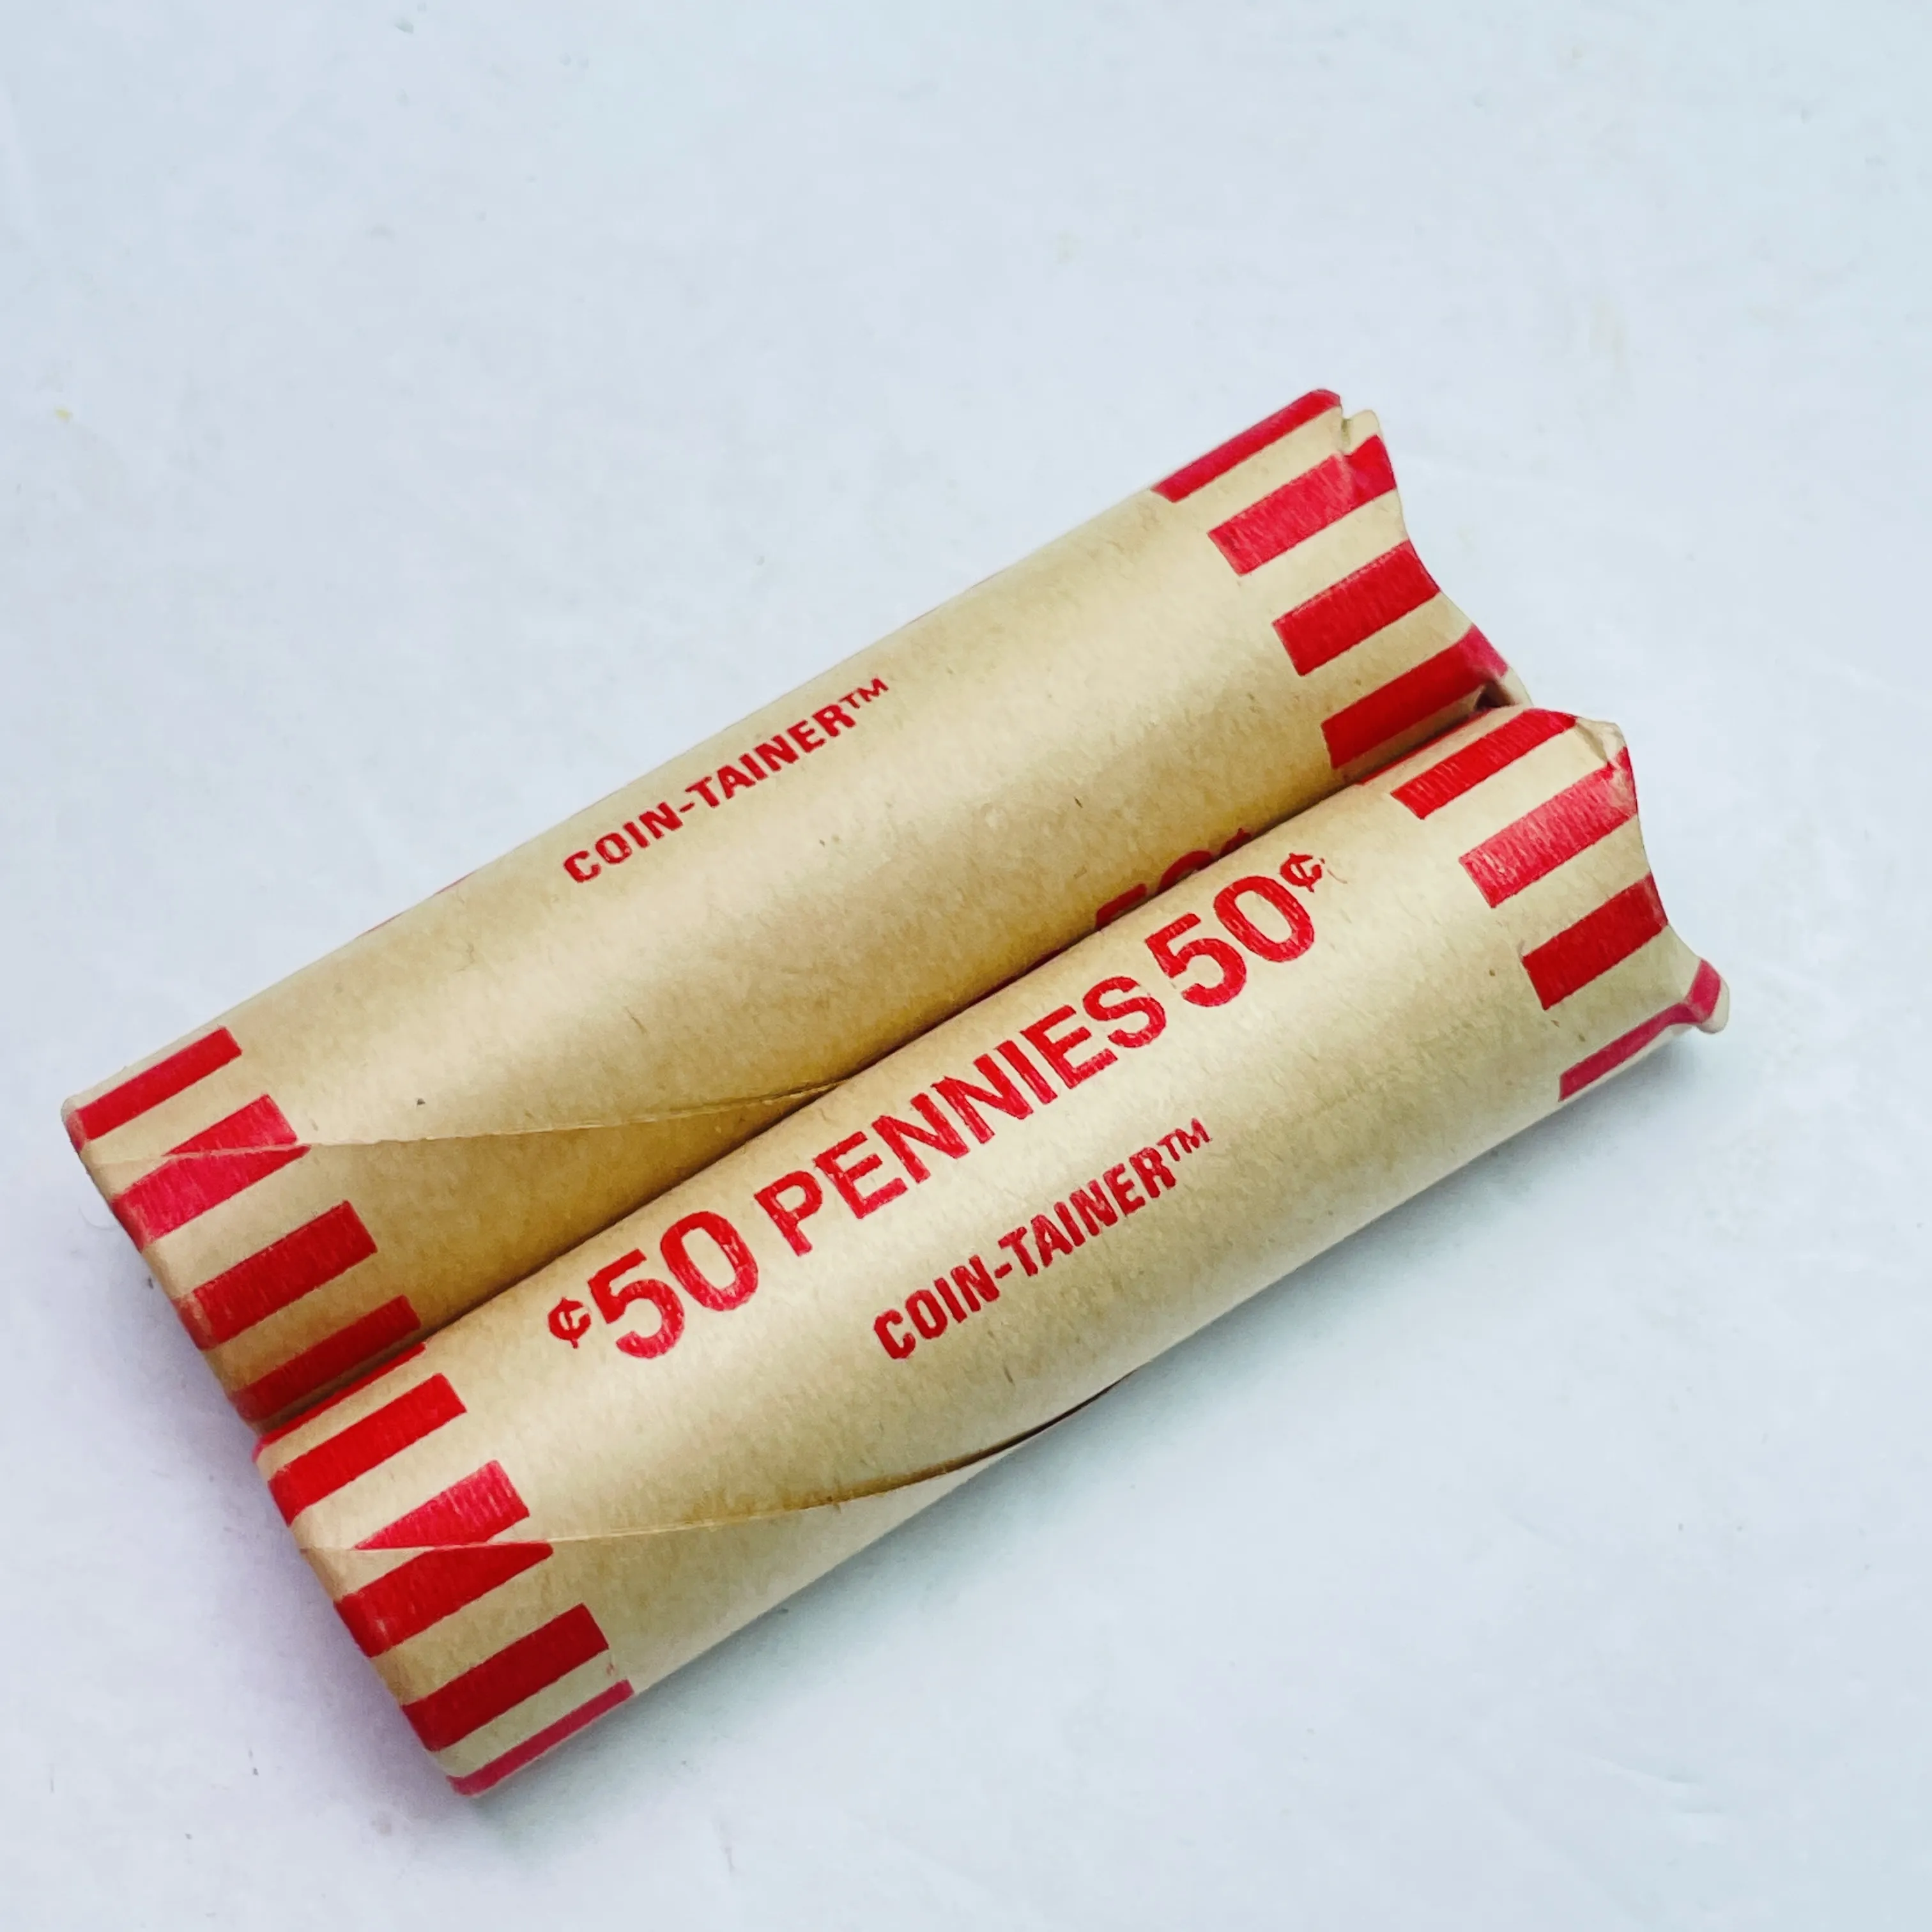 COIN-TAINER™
¢50 PENNIES 50¢
COIN-TAINER™